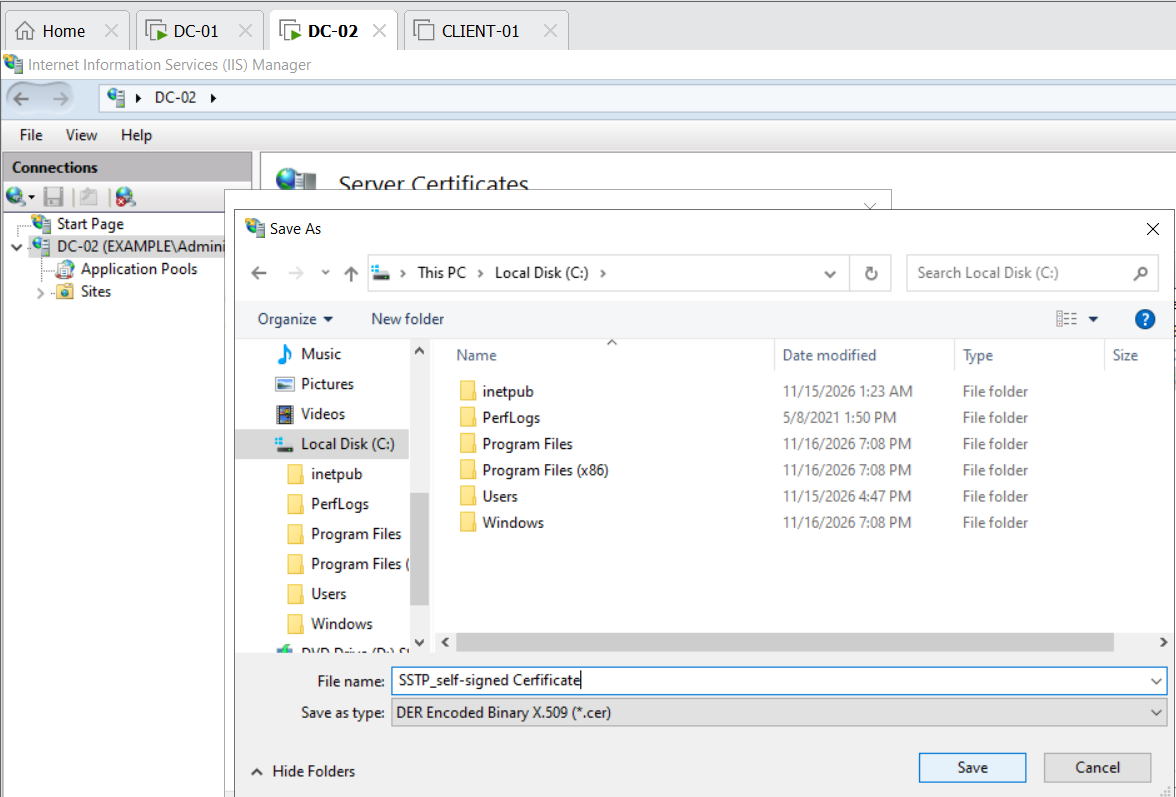 Home DC-01 DC-02 CLIENT-01
Internet Information Services (IIS) Manager
DC-02
File View Help
Connections
Server Certificates
Start Page
DC-02 (EXAMPLE\Admini
Application Pools
Sites
Save As
This PC Local Disk (C:)
Search Local Disk (C:)
Organize New folder
?
Music
Pictures
Videos
Local Disk (C:)
inetpub
PerfLogs
Program Files
Program Files (
Users
Windows
DVD Drive (D:) S
Name Date modified Type Size
inetpub 11/15/2026 1:23 AM File folder
PerfLogs 5/8/2021 1:50 PM File folder
Program Files 11/16/2026 7:08 PM File folder
Program Files (x86) 11/16/2026 7:08 PM File folder
Users 11/15/2026 4:47 PM File folder
Windows 11/16/2026 7:08 PM File folder
File name: SSTP_self-signed Cerfificate
Save as type: DER Encoded Binary X.509 (*.cer)
Hide Folders
Save Cancel